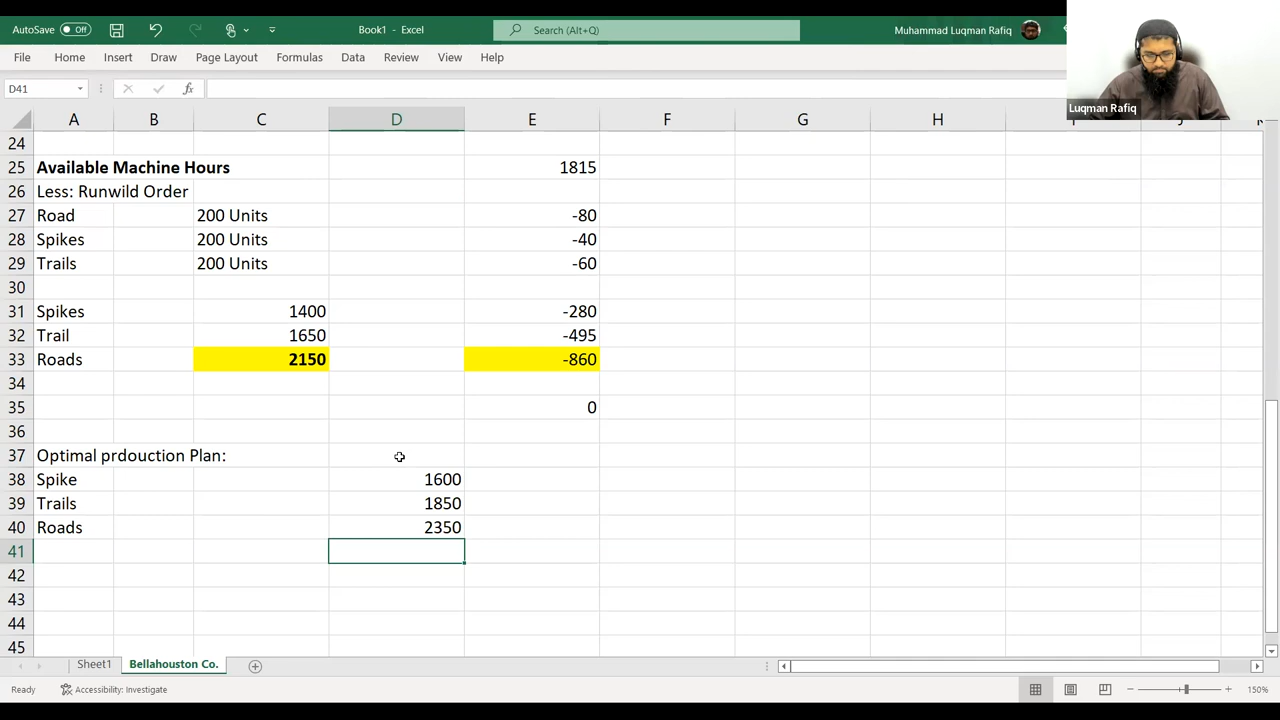 AutoSave Off Book1 - Excel Search (Alt+Q) Muhammad Luqman Rafiq
File Home Insert Draw Page Layout Formulas Data Review View Help
Luqman Rafiq
D41 fx
A B C D E F G H
24
25 Available Machine Hours 1815
26 Less: Runwild Order
27 Road 200 Units -80
28 Spikes 200 Units -40
29 Trails 200 Units -60
30
31 Spikes 1400 -280
32 Trail 1650 -495
33 Roads 2150 -860
34
35 0
36
37 Optimal prdouction Plan:
38 Spike 1600
39 Trails 1850
40 Roads 2350
41
42
43
44
45
Sheet1 Bellahouston Co.
Ready Accessibility: Investigate 150%